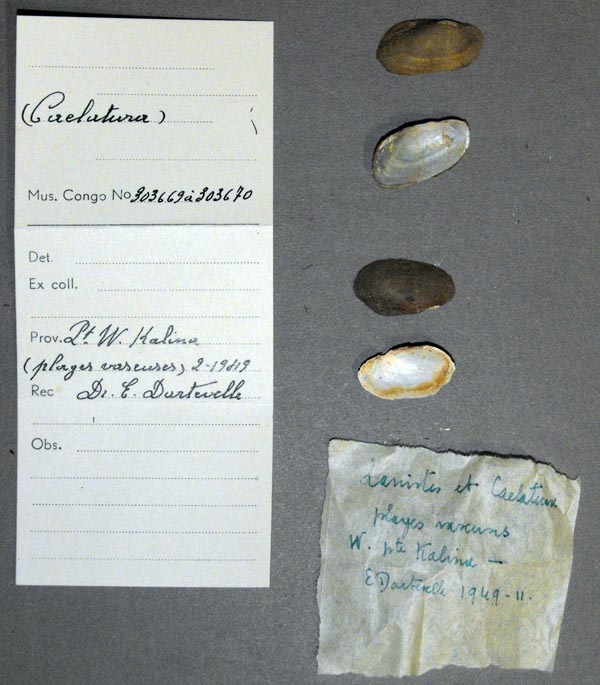 (Caelatura)
Mus. Congo No 303669 à 303670
Det.
Ex coll.
Prov. Pt. W. Kalina
(plages vaseuses) 2-1949
Rec Dr. E. Dartevelle
Obs.
Lanistes et Caelatura
plages vaseuses
W. pte Kalina —
E Dartevelle 1949-II.